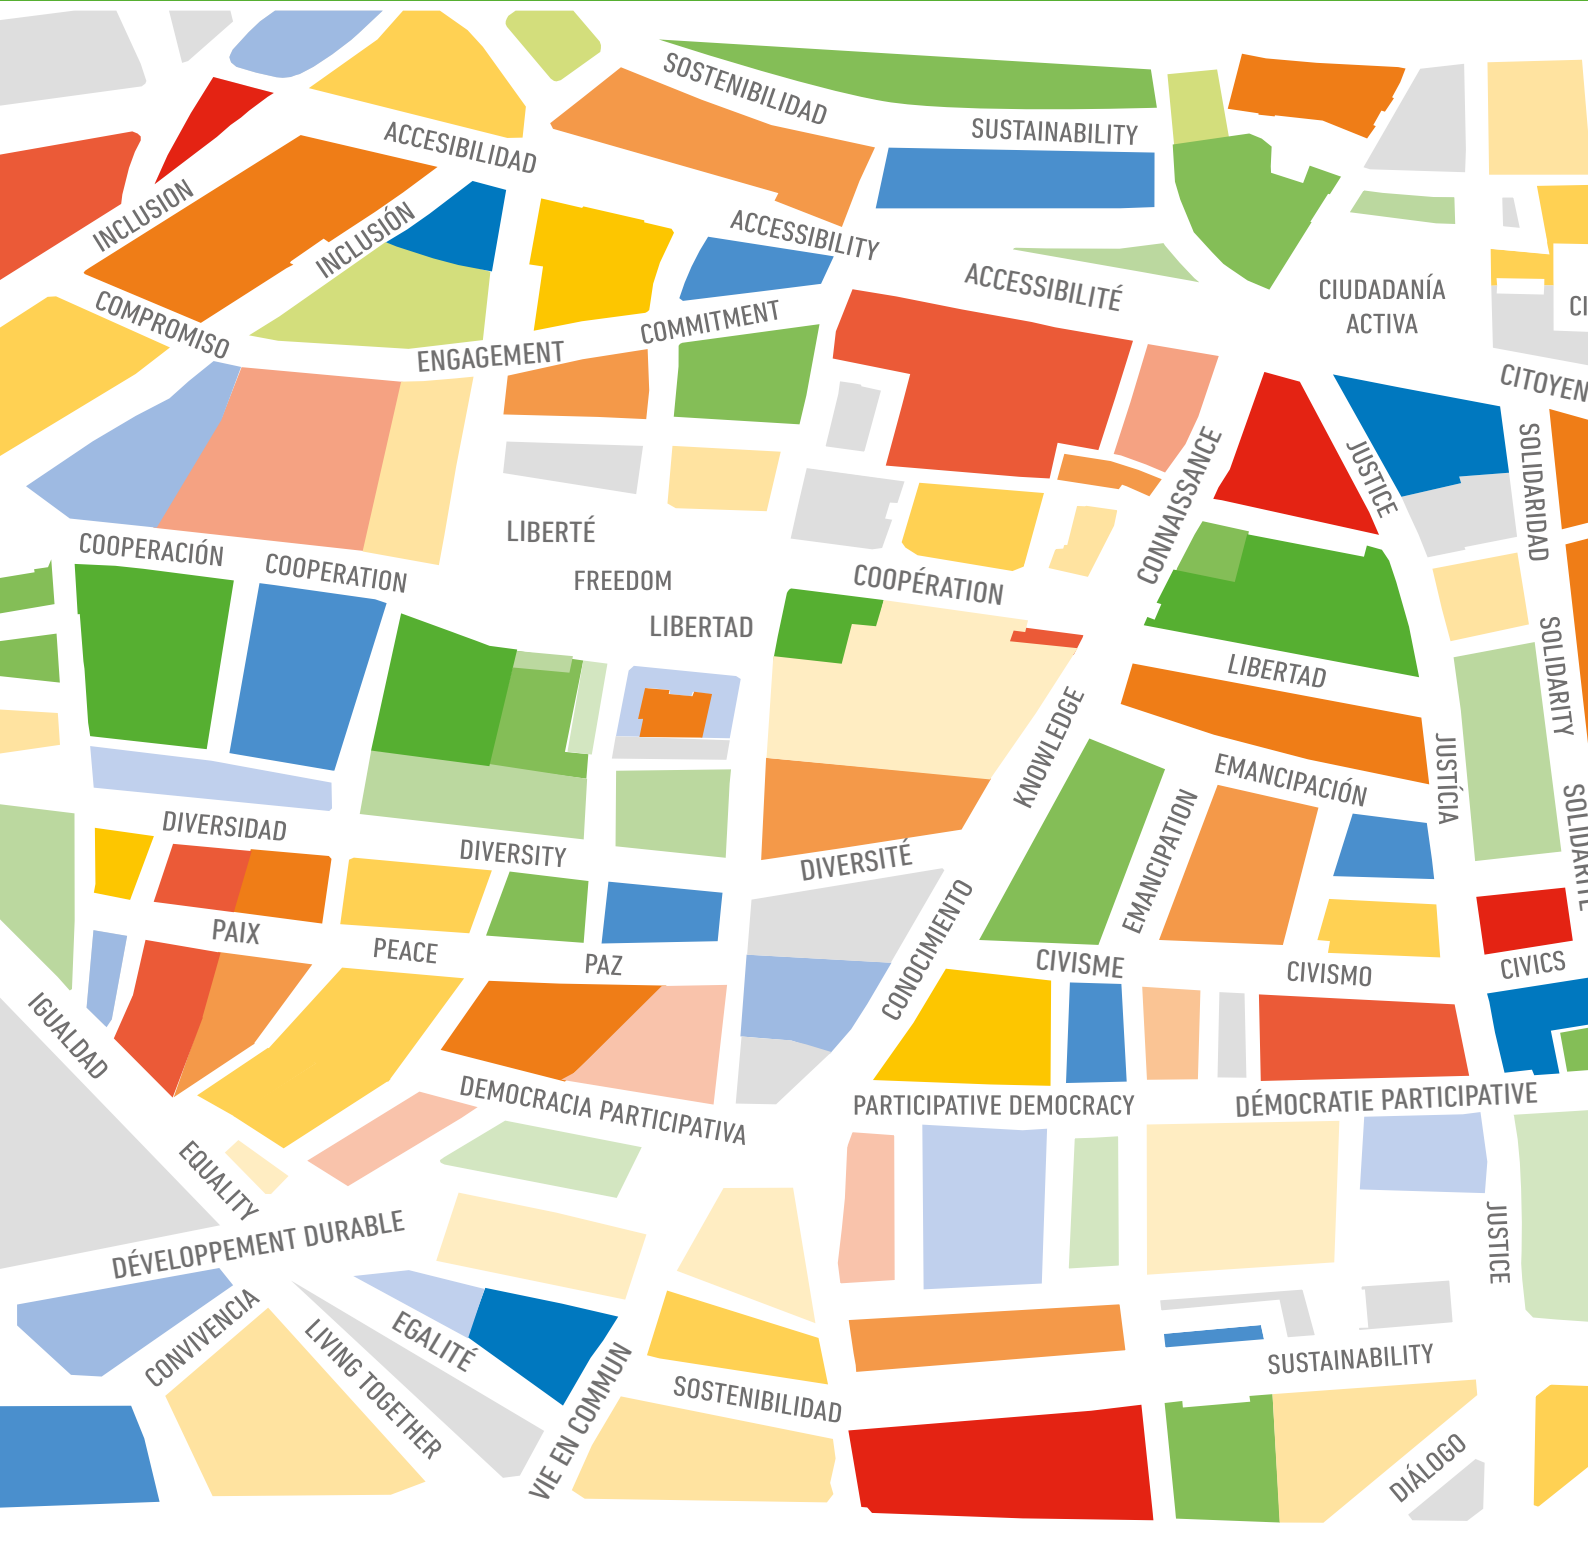 SOSTENIBILIDAD
SUSTAINABILITY
ACCESIBILIDAD
INCLUSION
INCLUSIÓN
ACCESSIBILITY
ACCESSIBILITÉ
CIUDADANÍA
ACTIVA
CI
COMPROMISO
ENGAGEMENT
COMMITMENT
CITOYEN
CONNAISSANCE
JUSTICE
SOLIDARIDAD
LIBERTÉ
COOPERACIÓN
COOPERATION
FREEDOM
COOPÉRATION
LIBERTAD
LIBERTAD
SOLIDARITY
KNOWLEDGE
EMANCIPACIÓN
JUSTÍCIA
SOLIDARITÉ
DIVERSIDAD
DIVERSITY
DIVERSITÉ
EMANCIPATION
PAIX
PEACE
PAZ
CONOCIMIENTO
CIVISME
CIVISMO
CIVICS
IGUALDAD
DEMOCRACIA PARTICIPATIVA
PARTICIPATIVE DEMOCRACY
DÉMOCRATIE PARTICIPATIVE
EQUALITY
DÉVELOPPEMENT DURABLE
JUSTICE
CONVIVENCIA
LIVING TOGETHER
EGALITÉ
VIE EN COMMUN
SOSTENIBILIDAD
SUSTAINABILITY
DIÁLOGO